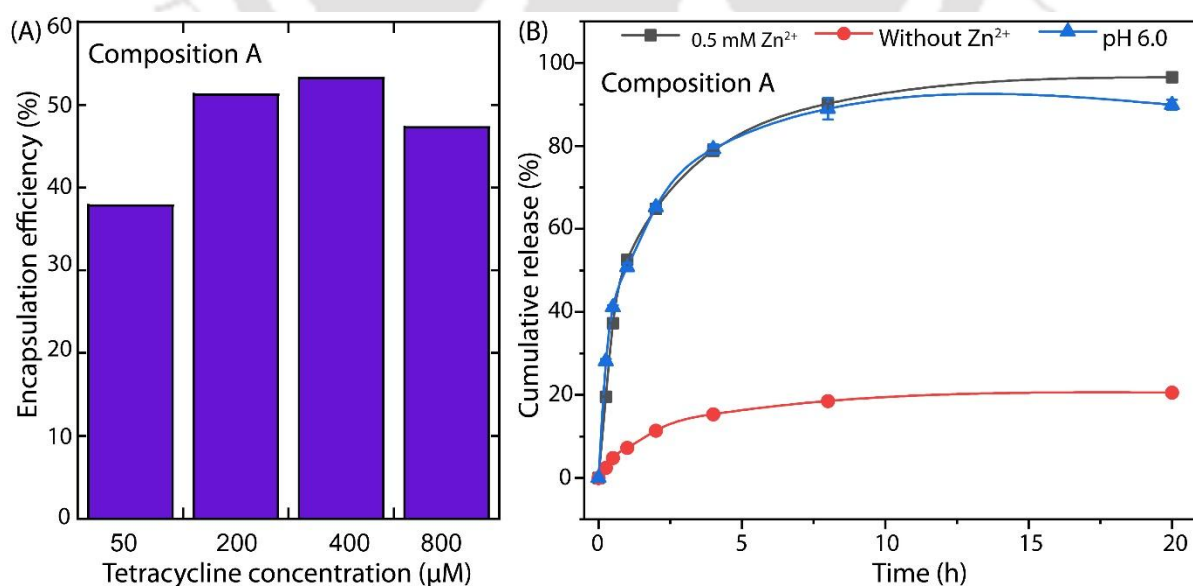 (A)
Composition A
Encapsulation efficiency (%)
60
50
40
30
20
10
0
50 200 400 800
Tetracycline concentration (µM)
(B)
0.5 mM Zn²⁺ Without Zn²⁺ pH 6.0
Composition A
Cumulative release (%)
100
80
60
40
20
0
0 5 10 15 20
Time (h)